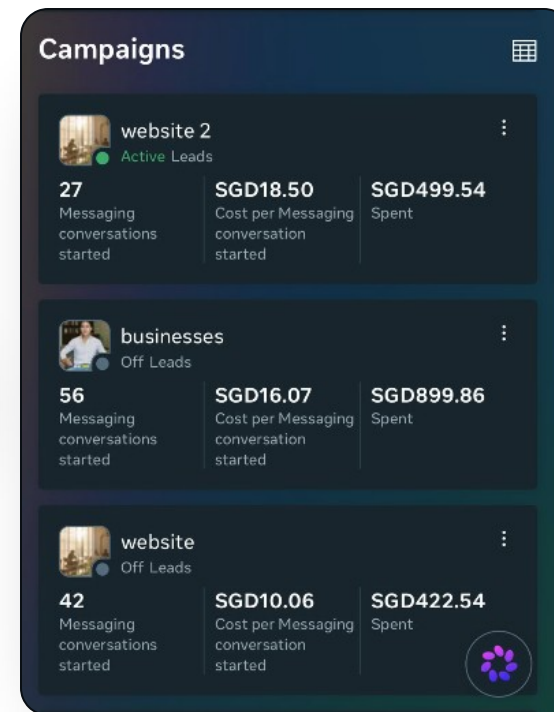 Campaigns
website 2
Active Leads
27 SGD18.50 SGD499.54
Messaging Cost per Messaging Spent
conversations conversation
started started
businesses
Off Leads
56 SGD16.07 SGD899.86
Messaging Cost per Messaging Spent
conversations conversation
started started
website
Off Leads
42 SGD10.06 SGD422.54
Messaging Cost per Messaging Spent
conversations conversation
started started